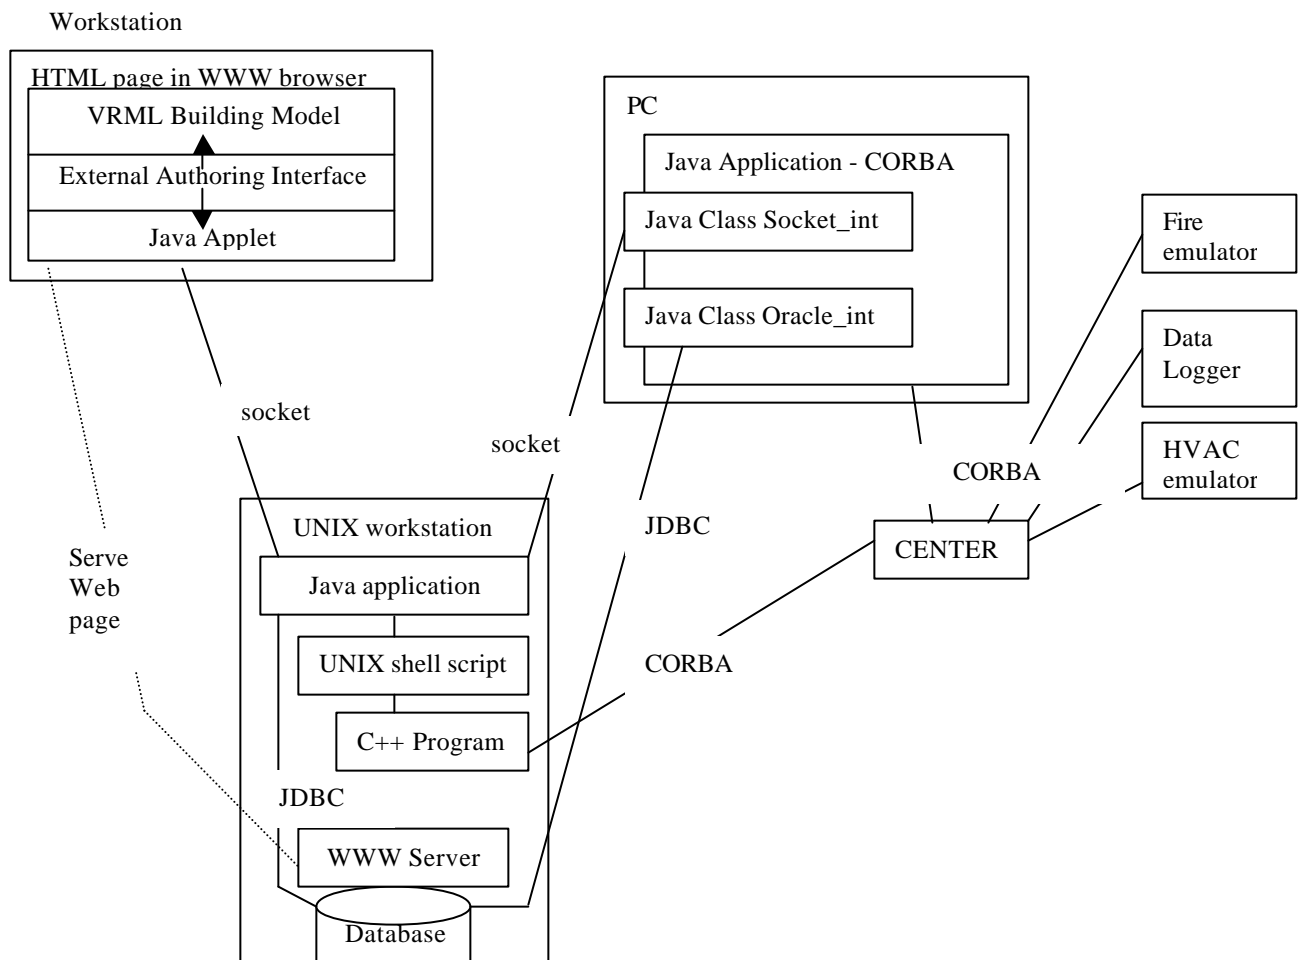 Workstation
HTML page in WWW browser
VRML Building Model
External Authoring Interface
Java Applet
PC
Java Application - CORBA
Java Class Socket_int
Java Class Oracle_int
Fire
emulator
Data
Logger
HVAC
emulator
socket
socket
CORBA
JDBC
CENTER
UNIX workstation
Java application
UNIX shell script
C++ Program
Serve
Web
page
CORBA
JDBC
WWW Server
Database